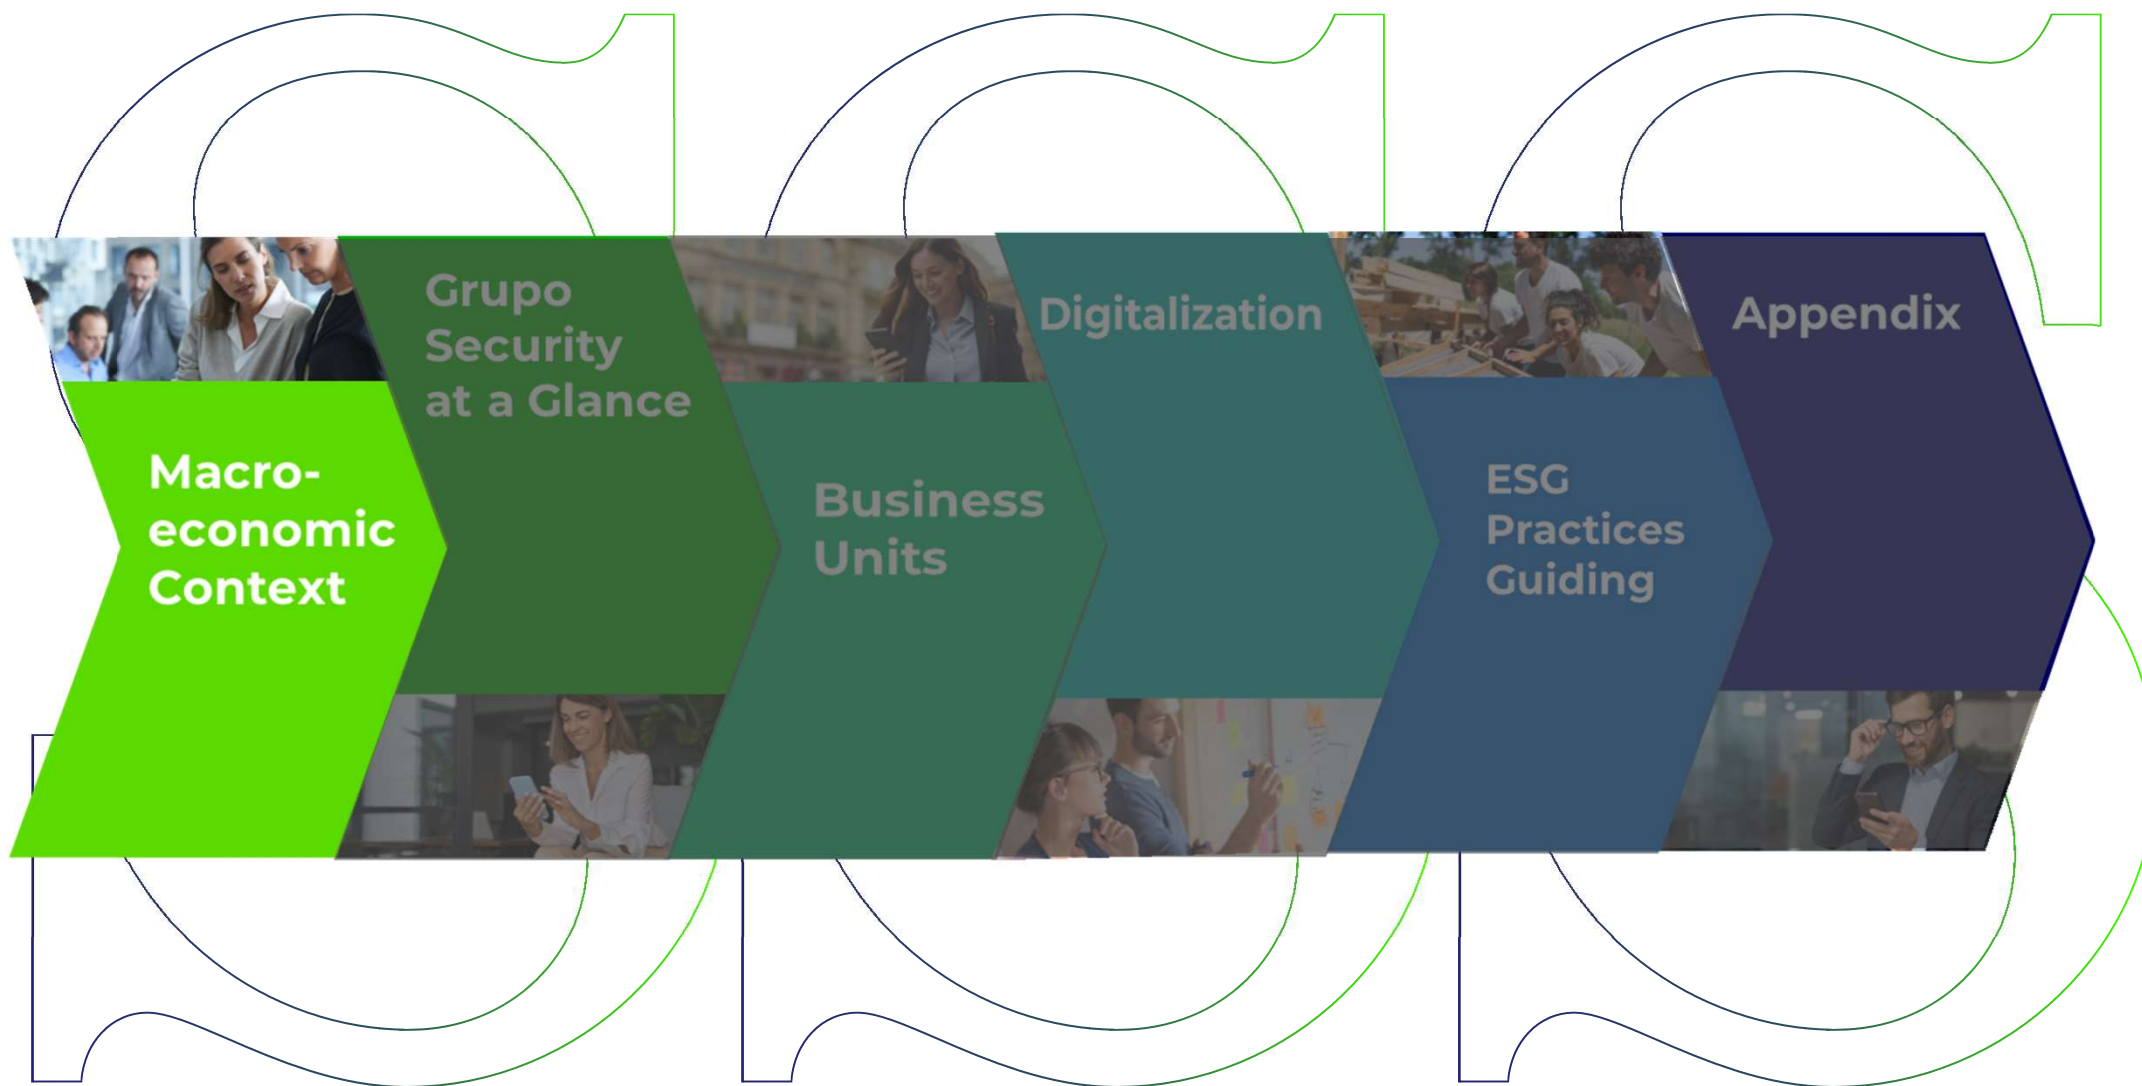 Macro-
economic
Context
Grupo
Security
at a Glance
Business
Units
Digitalization
ESG
Practices
Guiding
Appendix